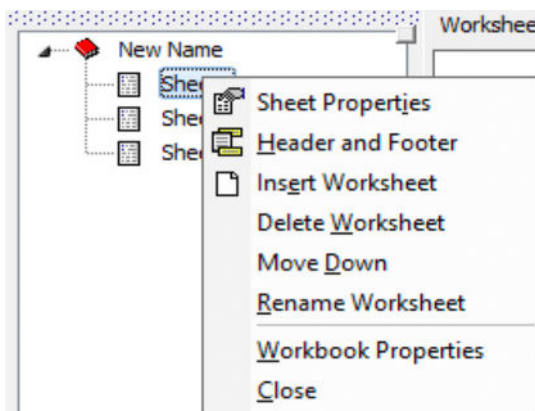 Workshee
New Name
She
She
She
Sheet Properties
Header and Footer
Insert Worksheet
Delete Worksheet
Move Down
Rename Worksheet
Workbook Properties
Close